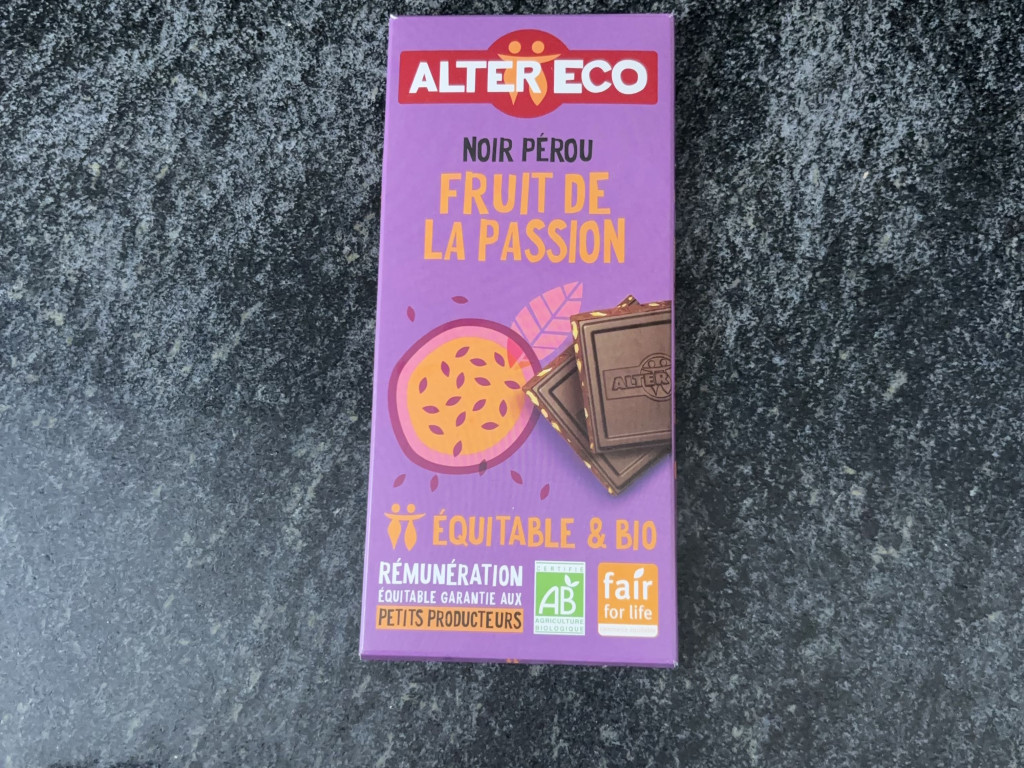 ALTER ECO
NOIR PÉROU
FRUIT DE
LA PASSION
ALTER
ÉQUITABLE & BIO
RÉMUNÉRATION
ÉQUITABLE GARANTIE AUX
PETITS PRODUCTEURS
CERTIFIÉ
AB
AGRICULTURE
BIOLOGIQUE
fair
for life